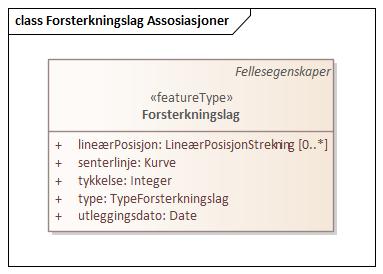 class Forsterkningslag Assosiasjoner
Fellesegenskaper
«featureType»
Forsterkningslag
+ lineærPosisjon: LineærPosisjonStrekning [0..*]
+ senterlinje: Kurve
+ tykkelse: Integer
+ type: TypeForsterkningslag
+ utleggingsdato: Date